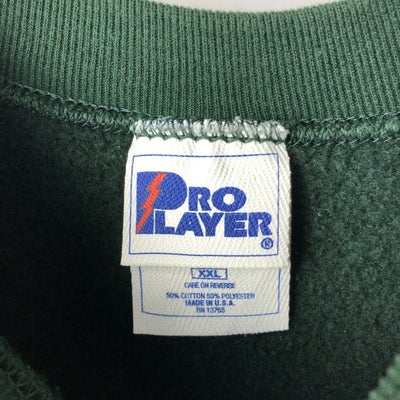 PRO
PLAYER
®
XXL
CARE ON REVERSE
50% COTTON 50% POLYESTER
MADE IN U.S.A.
RN 13765